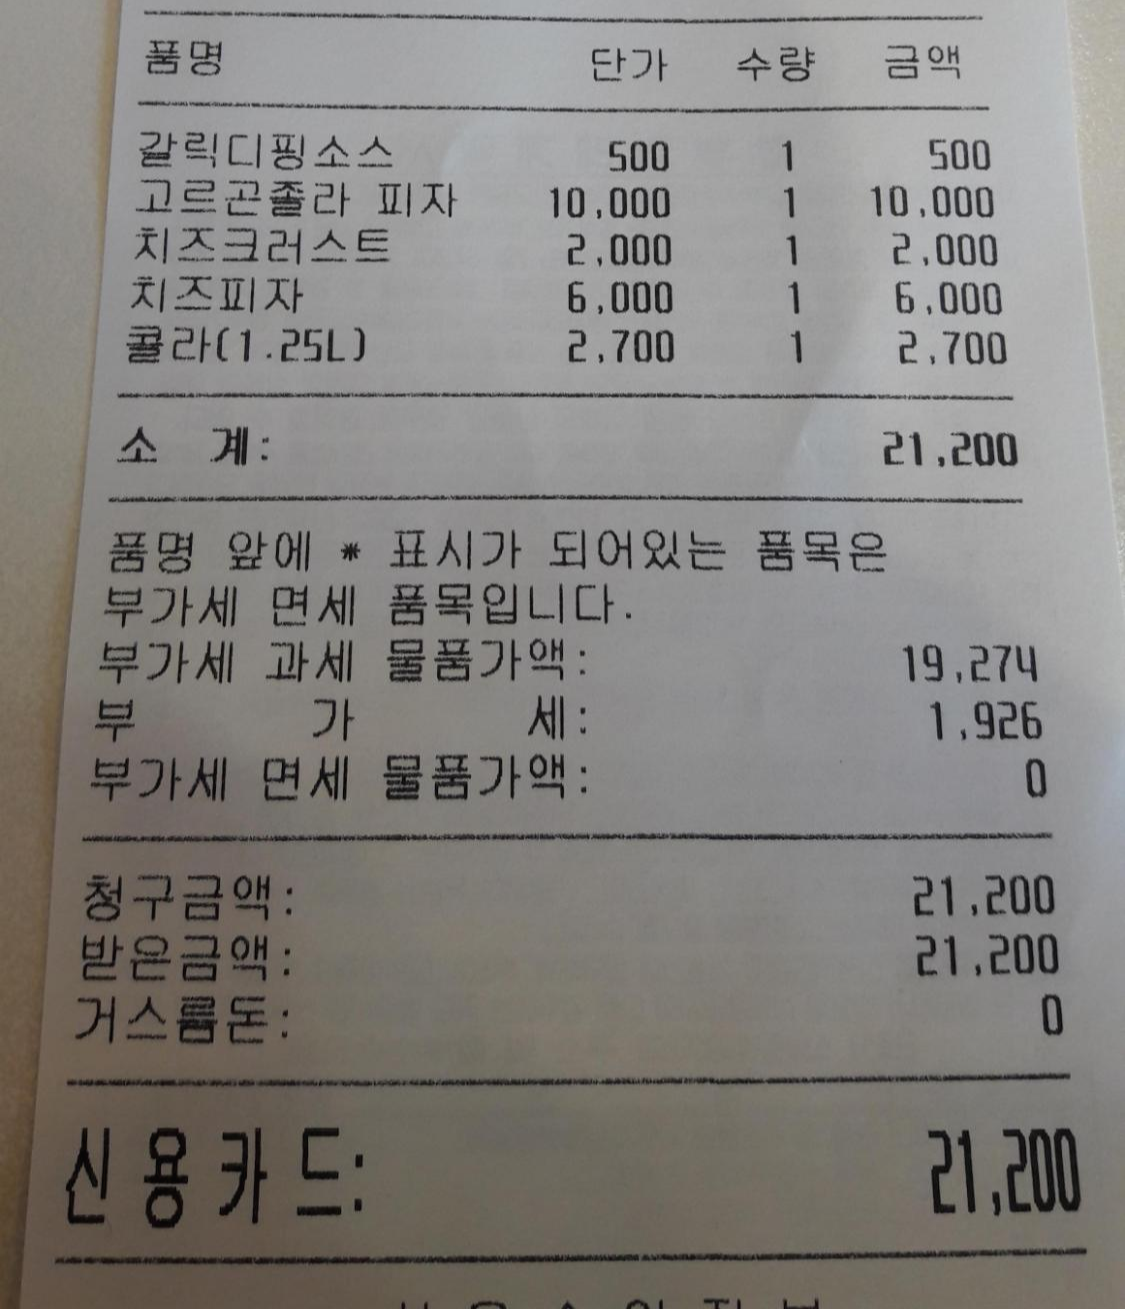 품명 단가 수량 금액
갈릭디핑소스 500 1 500
고르곤졸라 피자 10,000 1 10,000
치즈크러스트 2,000 1 2,000
치즈피자 6,000 1 6,000
콜라(1.25L) 2,700 1 2,700
소 계: 21,200
품명 앞에 * 표시가 되어있는 품목은
부가세 면세 품목입니다.
부가세 과세 물품가액: 19,274
부 가 세: 1,926
부가세 면세 물품가액: 0
청구금액: 21,200
받은금액: 21,200
거스름돈: 0
신용카드: 21,200